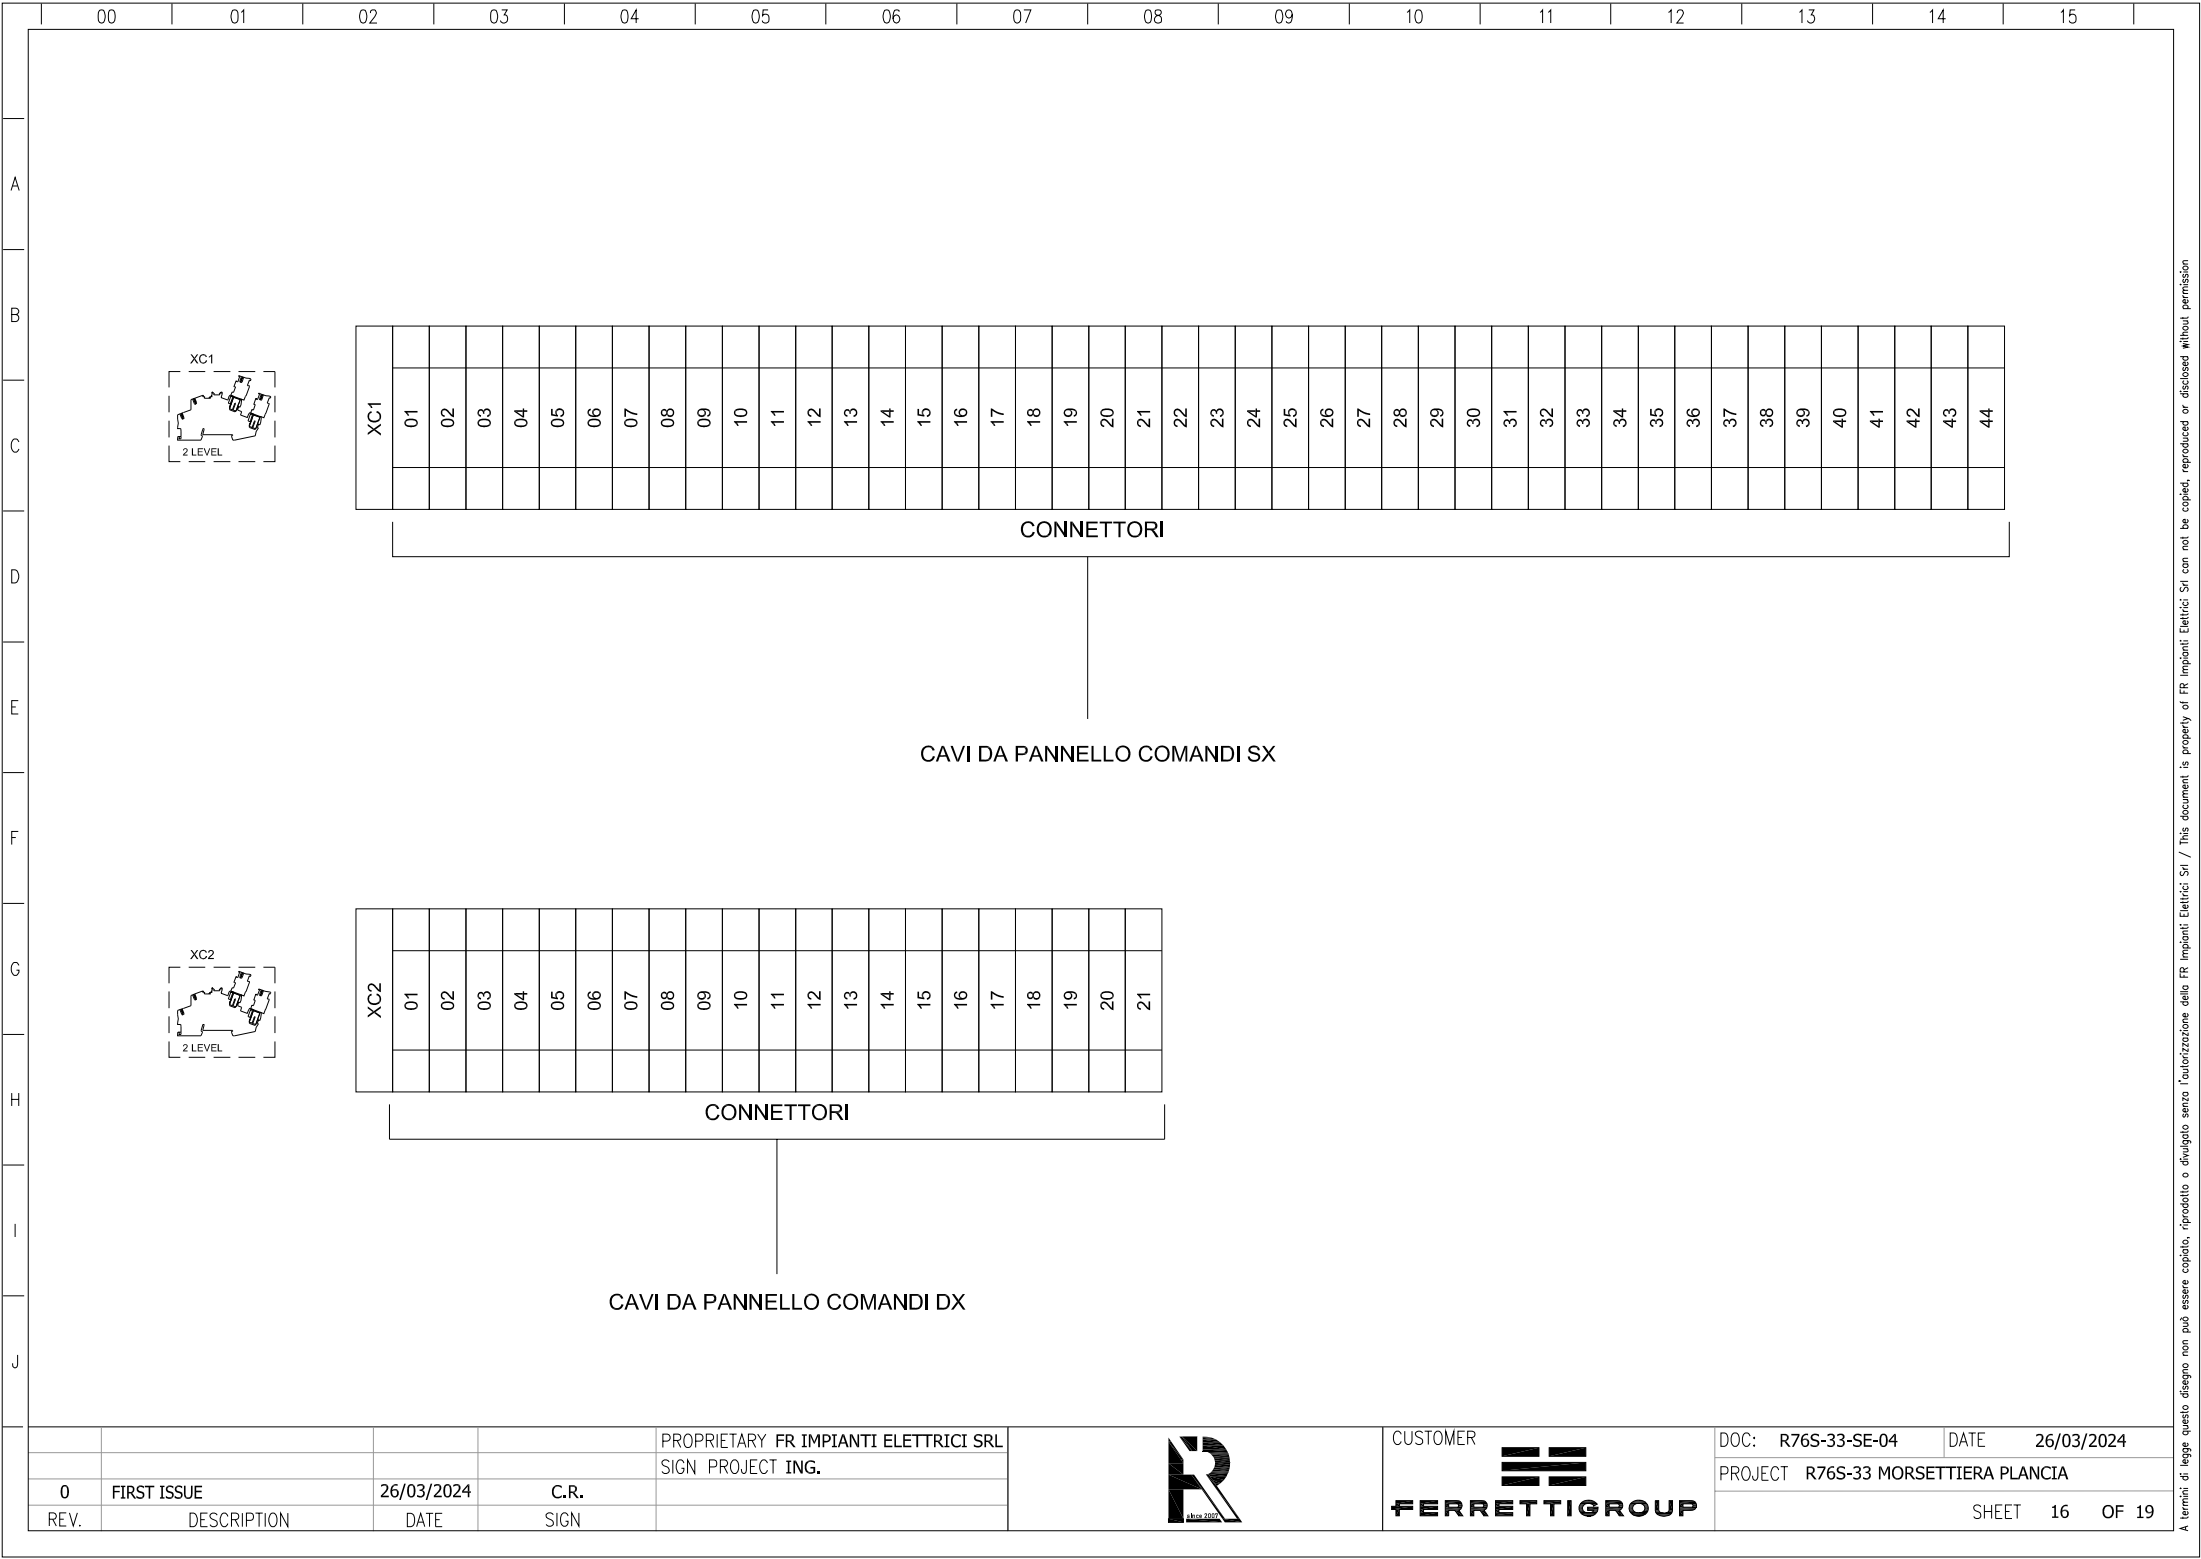 00 01 02 03 04 05 06 07 08 09 10 11 12 13 14 15
A
B
C
D
E
F
G
H
I
J
XC1
2 LEVEL
XC1 01 02 03 04 05 06 07 08 09 10 11 12 13 14 15 16 17 18 19 20 21 22 23 24 25 26 27 28 29 30 31 32 33 34 35 36 37 38 39 40 41 42 43 44
CONNETTORI
CAVI DA PANNELLO COMANDI SX
XC2
2 LEVEL
XC2 01 02 03 04 05 06 07 08 09 10 11 12 13 14 15 16 17 18 19 20 21
CONNETTORI
CAVI DA PANNELLO COMANDI DX
A termini di legge questo disegno non può essere copiato, riprodotto o divulgato senza l'autorizzazione della FR Impianti Elettrici Srl / This document is property of FR Impianti Elettrici Srl can not be copied, reproduced or disclosed without permission
0 FIRST ISSUE 26/03/2024 C.R.
REV. DESCRIPTION DATE SIGN
PROPRIETARY FR IMPIANTI ELETTRICI SRL
SIGN PROJECT ING.
R
since 2007
CUSTOMER
FERRETTIGROUP
DOC: R76S-33-SE-04 DATE 26/03/2024
PROJECT R76S-33 MORSETTIERA PLANCIA
SHEET 16 OF 19